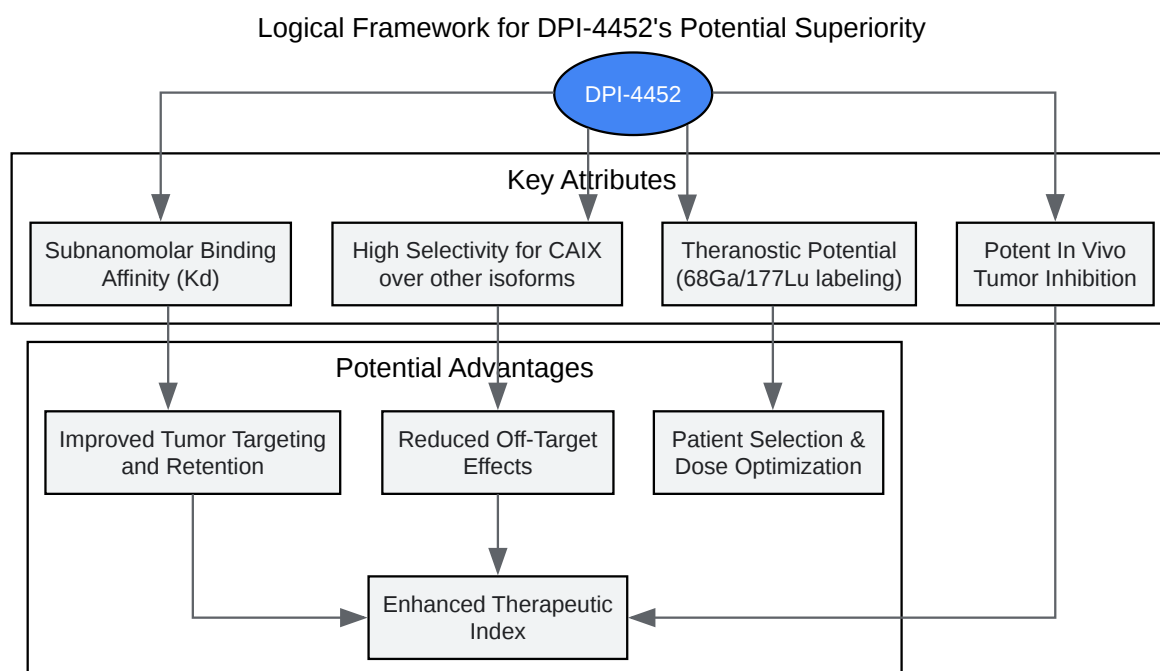 Logical Framework for DPI-4452's Potential Superiority
DPI-4452
Key Attributes
Subnanomolar Binding
Affinity (Kd)
High Selectivity for CAIX
over other isoforms
Theranostic Potential
(68Ga/177Lu labeling)
Potent In Vivo
Tumor Inhibition
Potential Advantages
Improved Tumor Targeting
and Retention
Reduced Off-Target
Effects
Patient Selection &
Dose Optimization
Enhanced Therapeutic
Index